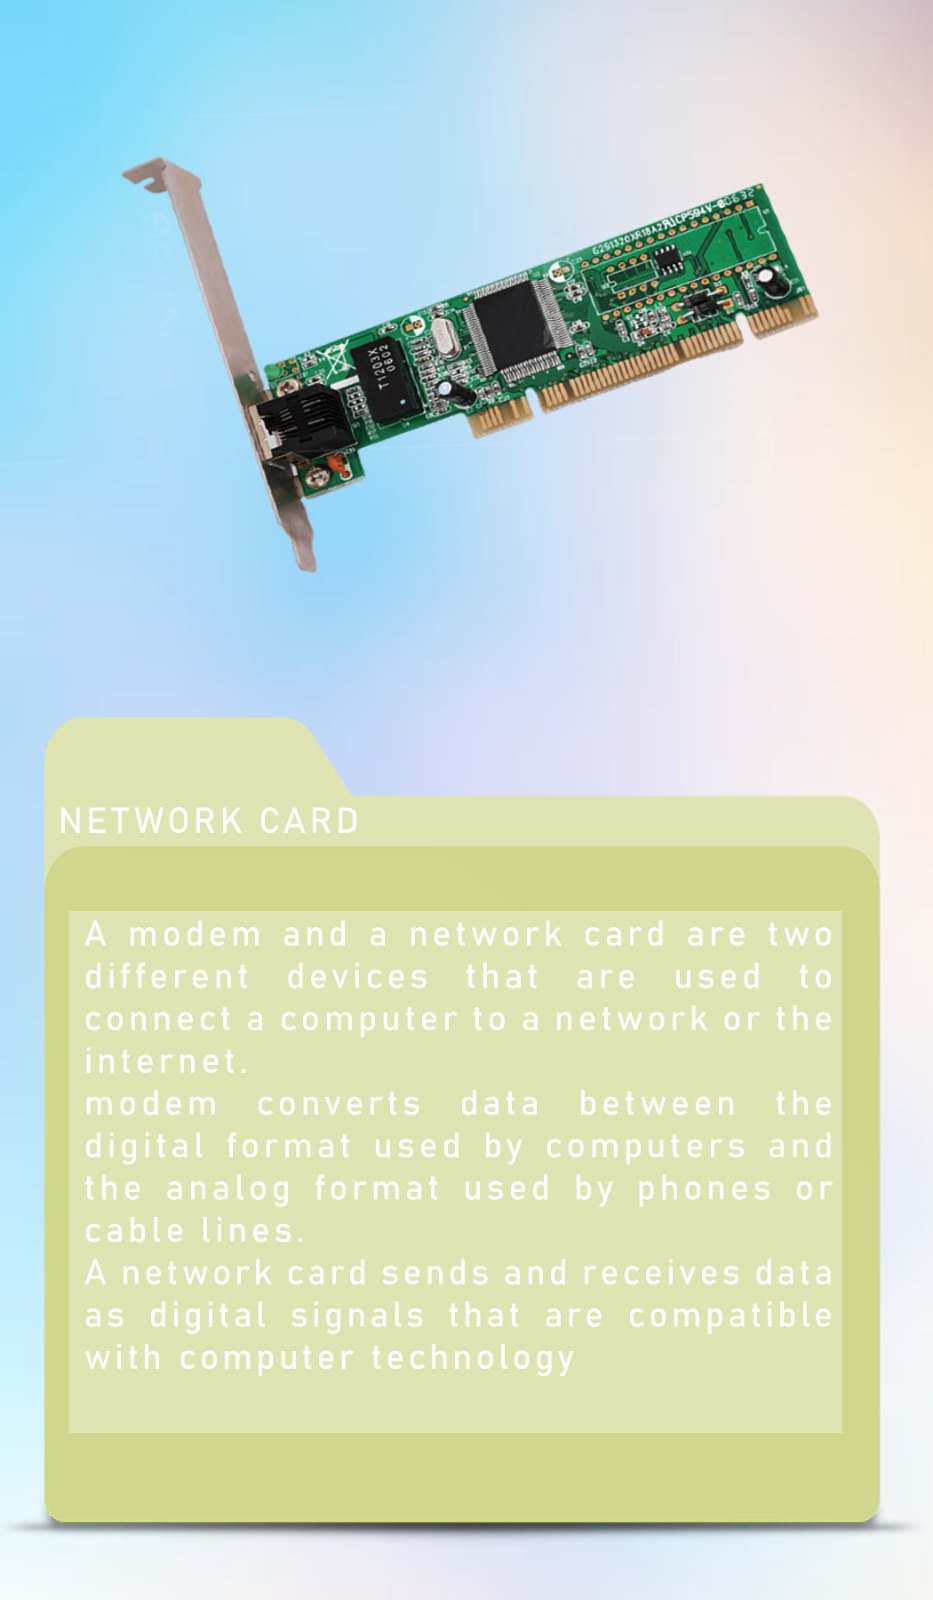 G291320XR18A2
CP594V-
T1203X
0602
NETWORK CARD
A modem and a network card are two
different devices that are used to
connect a computer to a network or the
internet.
modem converts data between the
digital format used by computers and
the analog format used by phones or
cable lines.
A network card sends and receives data
as digital signals that are compatible
with computer technology